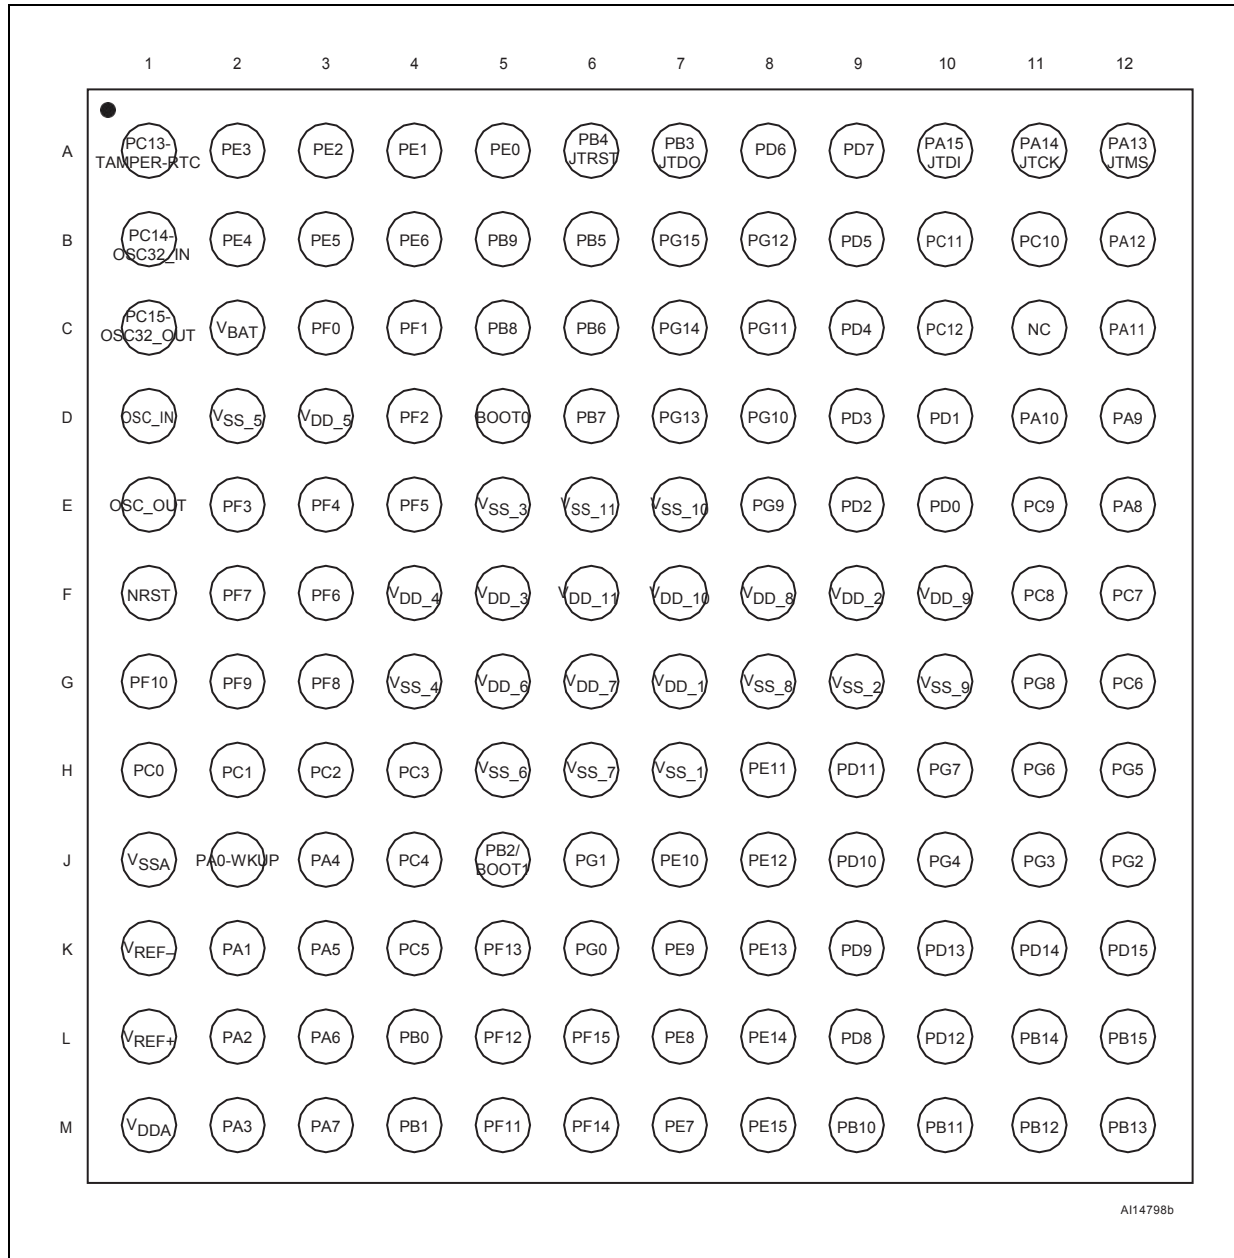 1 2 3 4 5 6 7 8 9 10 11 12
A PC13-TAMPER-RTC PE3 PE2 PE1 PE0 PB4 JTRST PB3 JTDO PD6 PD7 PA15 JTDI PA14 JTCK PA13 JTMS
B PC14-OSC32_IN PE4 PE5 PE6 PB9 PB5 PG15 PG12 PD5 PC11 PC10 PA12
C PC15-OSC32_OUT VBAT PF0 PF1 PB8 PB6 PG14 PG11 PD4 PC12 NC PA11
D OSC_IN VSS_5 VDD_5 PF2 BOOT0 PB7 PG13 PG10 PD3 PD1 PA10 PA9
E OSC_OUT PF3 PF4 PF5 VSS_3 VSS_11 VSS_10 PG9 PD2 PD0 PC9 PA8
F NRST PF7 PF6 VDD_4 VDD_3 VDD_11 VDD_10 VDD_8 VDD_2 VDD_9 PC8 PC7
G PF10 PF9 PF8 VSS_4 VDD_6 VDD_7 VDD_1 VSS_8 VSS_2 VSS_9 PG8 PC6
H PC0 PC1 PC2 PC3 VSS_6 VSS_7 VSS_1 PE11 PD11 PG7 PG6 PG5
J VSSA PA0-WKUP PA4 PC4 PB2/BOOT1 PG1 PE10 PE12 PD10 PG4 PG3 PG2
K VREF– PA1 PA5 PC5 PF13 PG0 PE9 PE13 PD9 PD13 PD14 PD15
L VREF+ PA2 PA6 PB0 PF12 PF15 PE8 PE14 PD8 PD12 PB14 PB15
M VDDA PA3 PA7 PB1 PF11 PF14 PE7 PE15 PB10 PB11 PB12 PB13
AI14798b